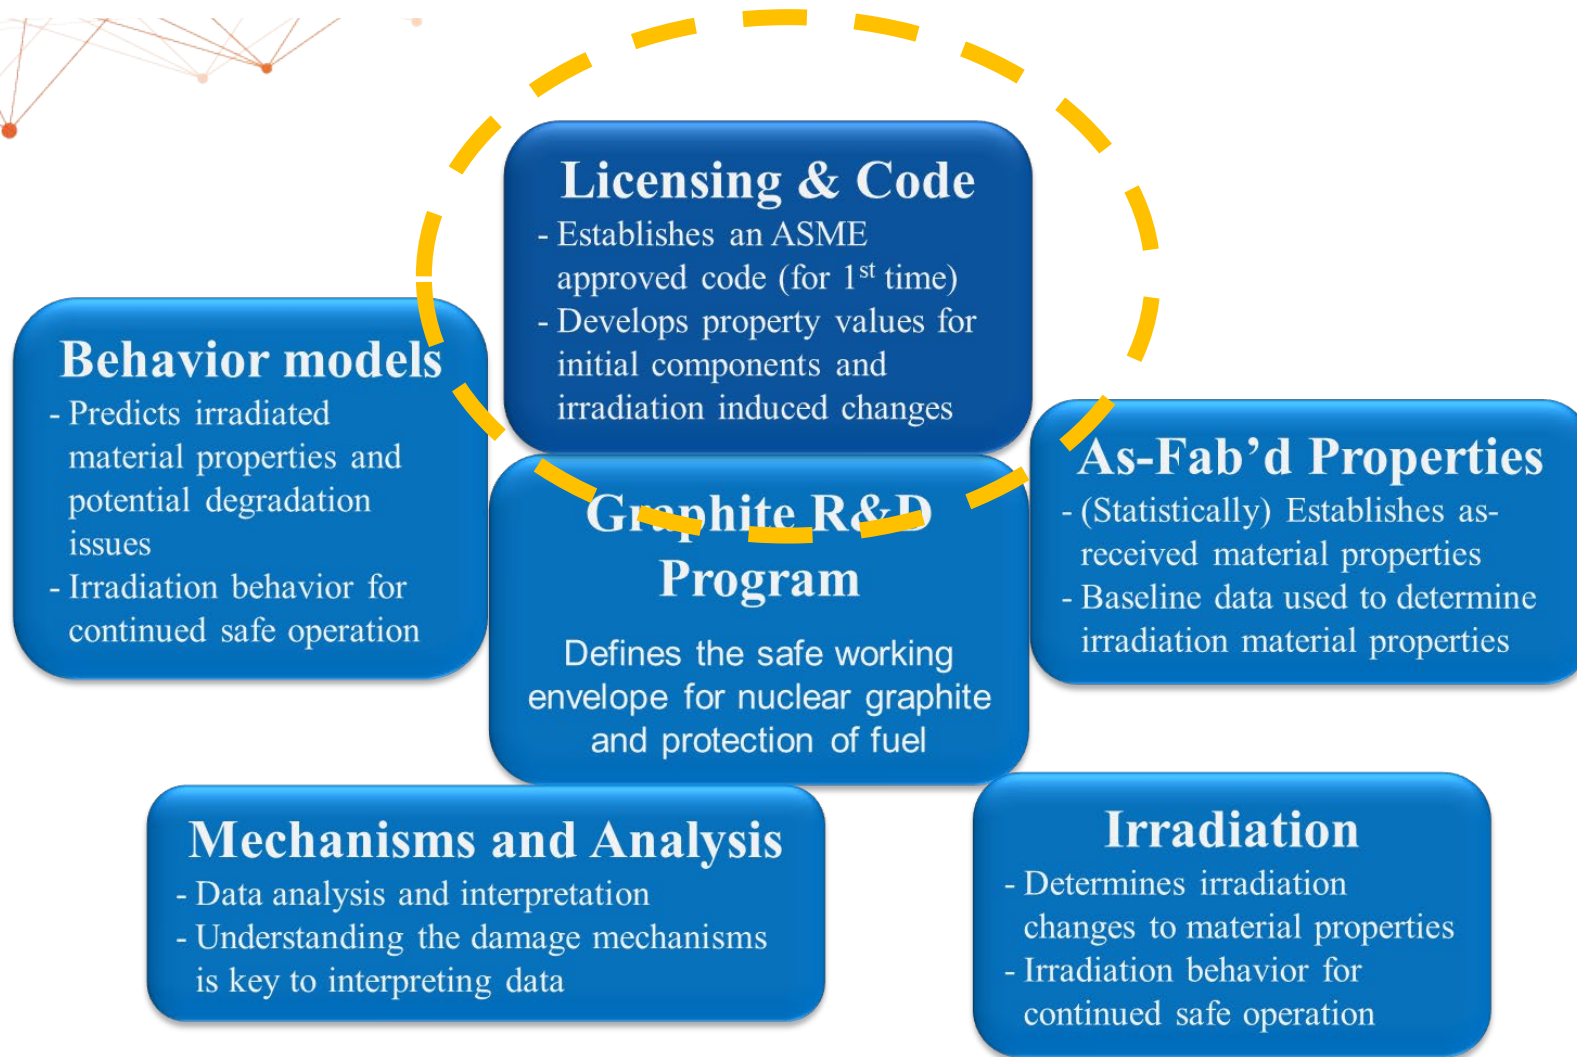 Licensing & Code
- Establishes an ASME
approved code (for 1st time)
- Develops property values for
initial components and
irradiation induced changes
Behavior models
- Predicts irradiated
material properties and
potential degradation
issues
- Irradiation behavior for
continued safe operation
Graphite R&D
Program
Defines the safe working
envelope for nuclear graphite
and protection of fuel
As-Fab’d Properties
- (Statistically) Establishes as-
received material properties
- Baseline data used to determine
irradiation material properties
Mechanisms and Analysis
- Data analysis and interpretation
- Understanding the damage mechanisms
is key to interpreting data
Irradiation
- Determines irradiation
changes to material properties
- Irradiation behavior for
continued safe operation